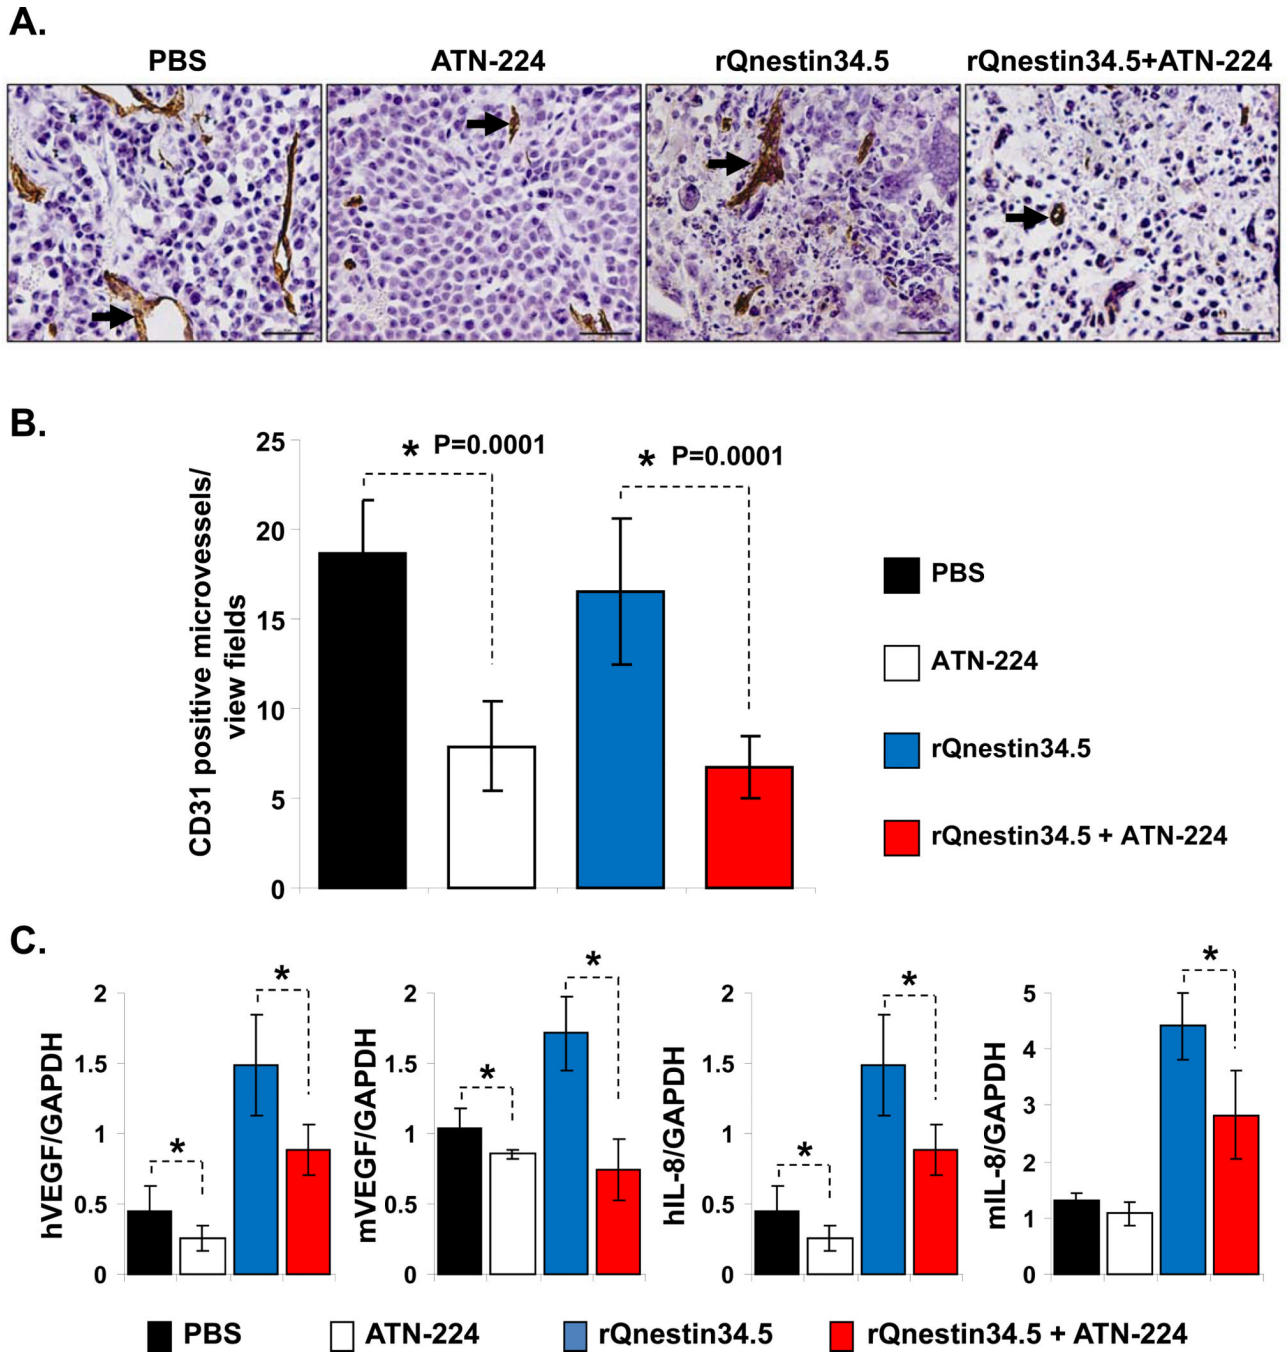 A.
PBS
ATN-224
rQnestin34.5
rQnestin34.5+ATN-224
B.
CD31 positive microvessels/
view fields
25
20
15
10
5
0
* P=0.0001
* P=0.0001
PBS
ATN-224
rQnestin34.5
rQnestin34.5 + ATN-224
C.
hVEGF/GAPDH
2
1.5
1
0.5
0
*
*
mVEGF/GAPDH
2
1.5
1
0.5
0
*
*
hIL-8/GAPDH
2
1.5
1
0.5
0
*
*
mIL-8/GAPDH
5
4
3
2
1
0
*
PBS
ATN-224
rQnestin34.5
rQnestin34.5 + ATN-224